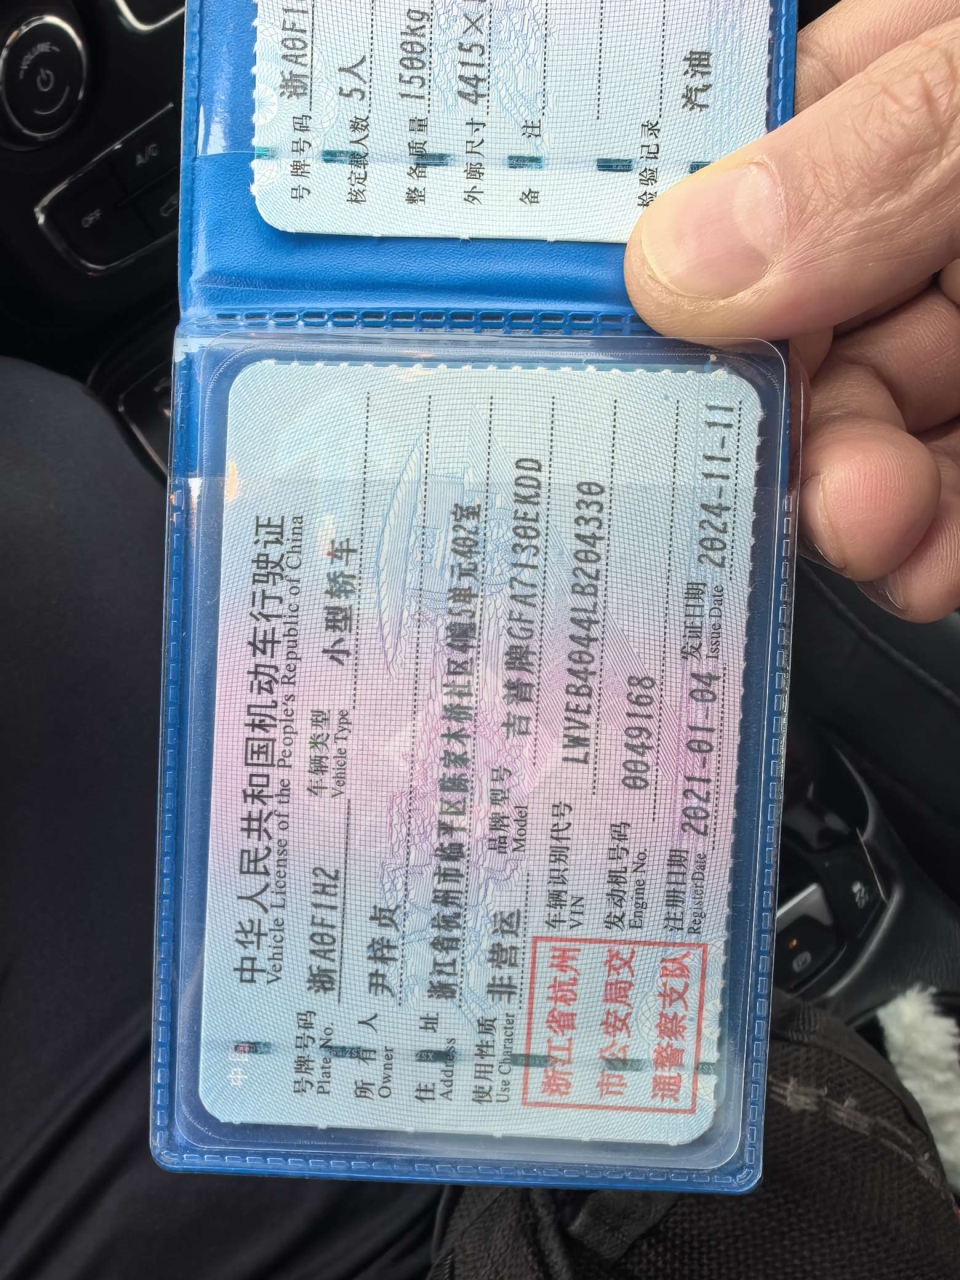 中华人民共和国机动车行驶证
Vehicle License of the People's Republic of China
号牌号码 浙A0F1H2 车辆类型 小型轿车
Plate No. Vehicle Type
所有人 尹梓贞
Owner
住址 浙江省杭州市临平区陈家木桥社区4幢5单元402室
Address
使用性质 非营运 品牌型号 吉普牌GFA7130EKDD
Use Character Model
浙江省杭州
市公安局交
通警察支队
车辆识别代号 LWVEB4044LB204330
VIN
发动机号码 0049168
Engine No.
注册日期 2021-01-04 发证日期 2024-11-11
Register Date Issue Date
号牌号码 浙A0F1
核定载人数 5人
整备质量 1500kg
外廓尺寸 4415×
备注
检验记录
汽油
A/C